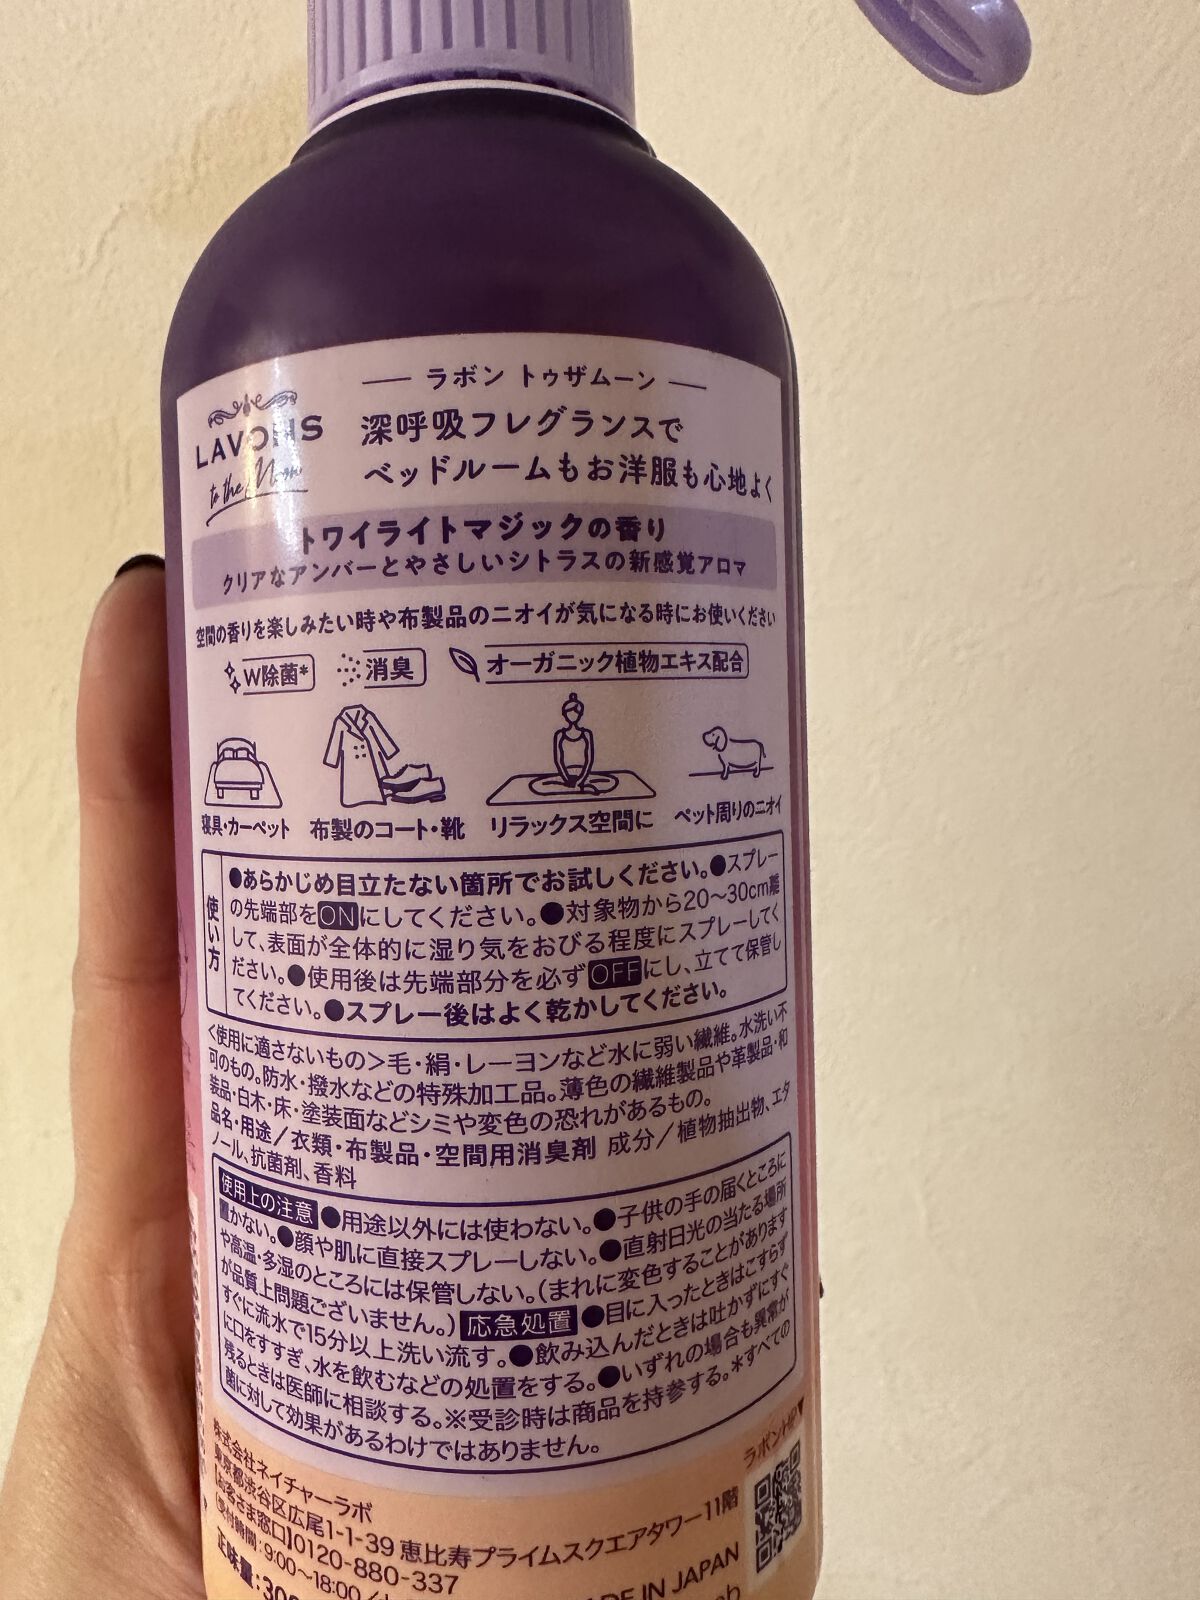 ラボン トゥザムーン
LAVONS
to the Moon
深呼吸フレグランスで
ベッドルームもお洋服も心地よく
トワイライトマジックの香り
クリアなアンバーとやさしいシトラスの新感覚アロマ
空間の香りを楽しみたい時や布製品のニオイが気になる時にお使いください
W除菌* 消臭 オーガニック植物エキス配合
寝具・カーペット 布製のコート・靴 リラックス空間に ペット周りのニオイ
使い方
●あらかじめ目立たない箇所でお試しください。●スプレー
の先端部をONにしてください。●対象物から20〜30cm離
して、表面が全体的に湿り気をおびる程度にスプレーしてく
ださい。●使用後は先端部分を必ずOFFにし、立てて保管し
てください。●スプレー後はよく乾かしてください。
<使用に適さないもの>毛・絹・レーヨンなど水に弱い繊維。水洗い不
可のもの。防水・撥水などの特殊加工品。薄色の繊維製品や革製品・和
装品・白木・床・塗装面などシミや変色の恐れがあるもの。
品名・用途/衣類・布製品・空間用消臭剤 成分/植物抽出物、エタ
ノール、抗菌剤、香料
使用上の注意 ●用途以外には使わない。●子供の手の届くところに
置かない。●顔や肌に直接スプレーしない。●直射日光の当たる場所
や高温・多湿のところには保管しない。(まれに変色することがあります
が品質上問題ございません。) 応急処置 ●目に入ったときはこすらず
すぐに流水で15分以上洗い流す。●飲み込んだときは吐かずにすぐ
に口をすすぎ、水を飲むなどの処置をする。●いずれの場合も異常が
残るときは医師に相談する。※受診時は商品を持参する。*すべての
菌に対して効果があるわけではありません。
株式会社ネイチャーラボ
東京都渋谷区広尾1-1-39 恵比寿プライムスクエアタワー11階
【お客さま窓口】0120-880-337
(受付時間:9:00〜18:00/
正味量:300
ラボンHP▼
MADE IN JAPAN